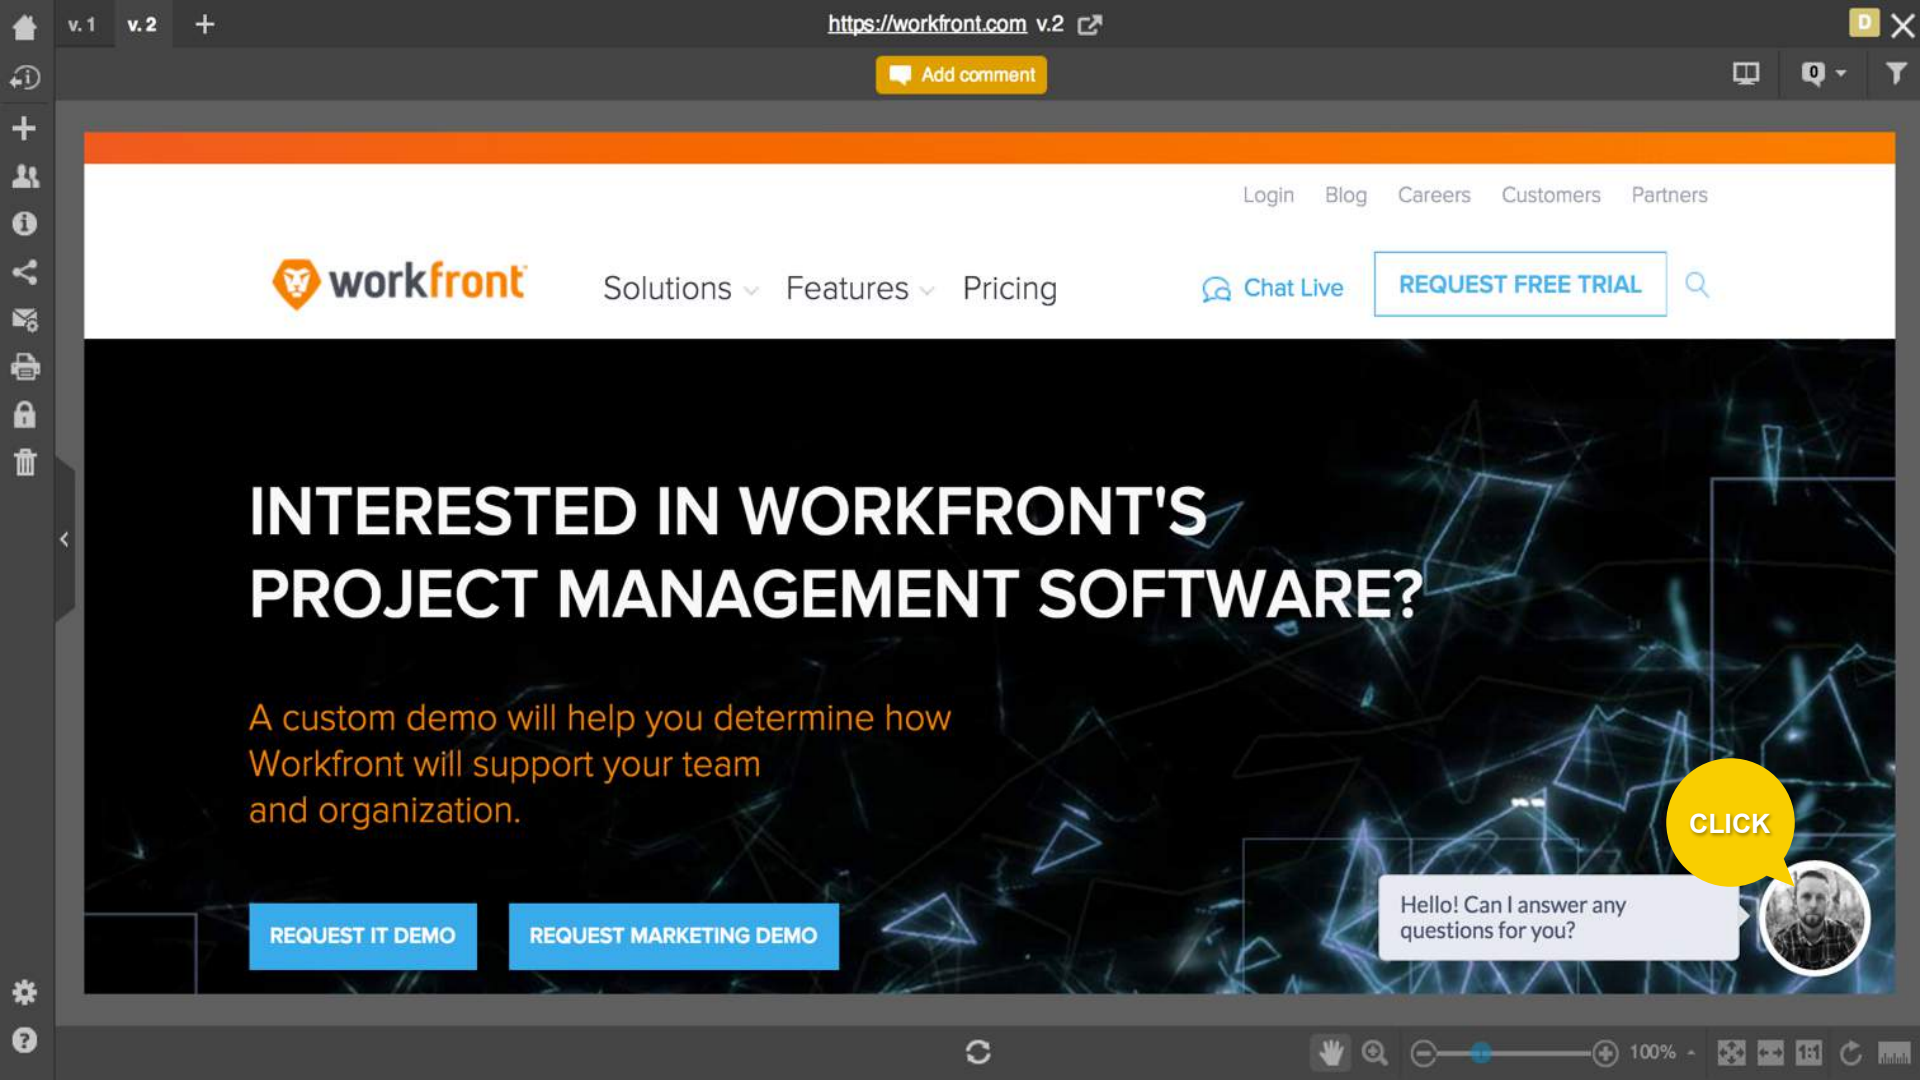 v. 1 v. 2 + https://workfront.com v.2 D
Add comment 0
Login Blog Careers Customers Partners
workfront Solutions Features Pricing Chat Live REQUEST FREE TRIAL
INTERESTED IN WORKFRONT'S
PROJECT MANAGEMENT SOFTWARE?
A custom demo will help you determine how
Workfront will support your team
and organization.
CLICK
Hello! Can I answer any
questions for you?
REQUEST IT DEMO REQUEST MARKETING DEMO
100% 1:1